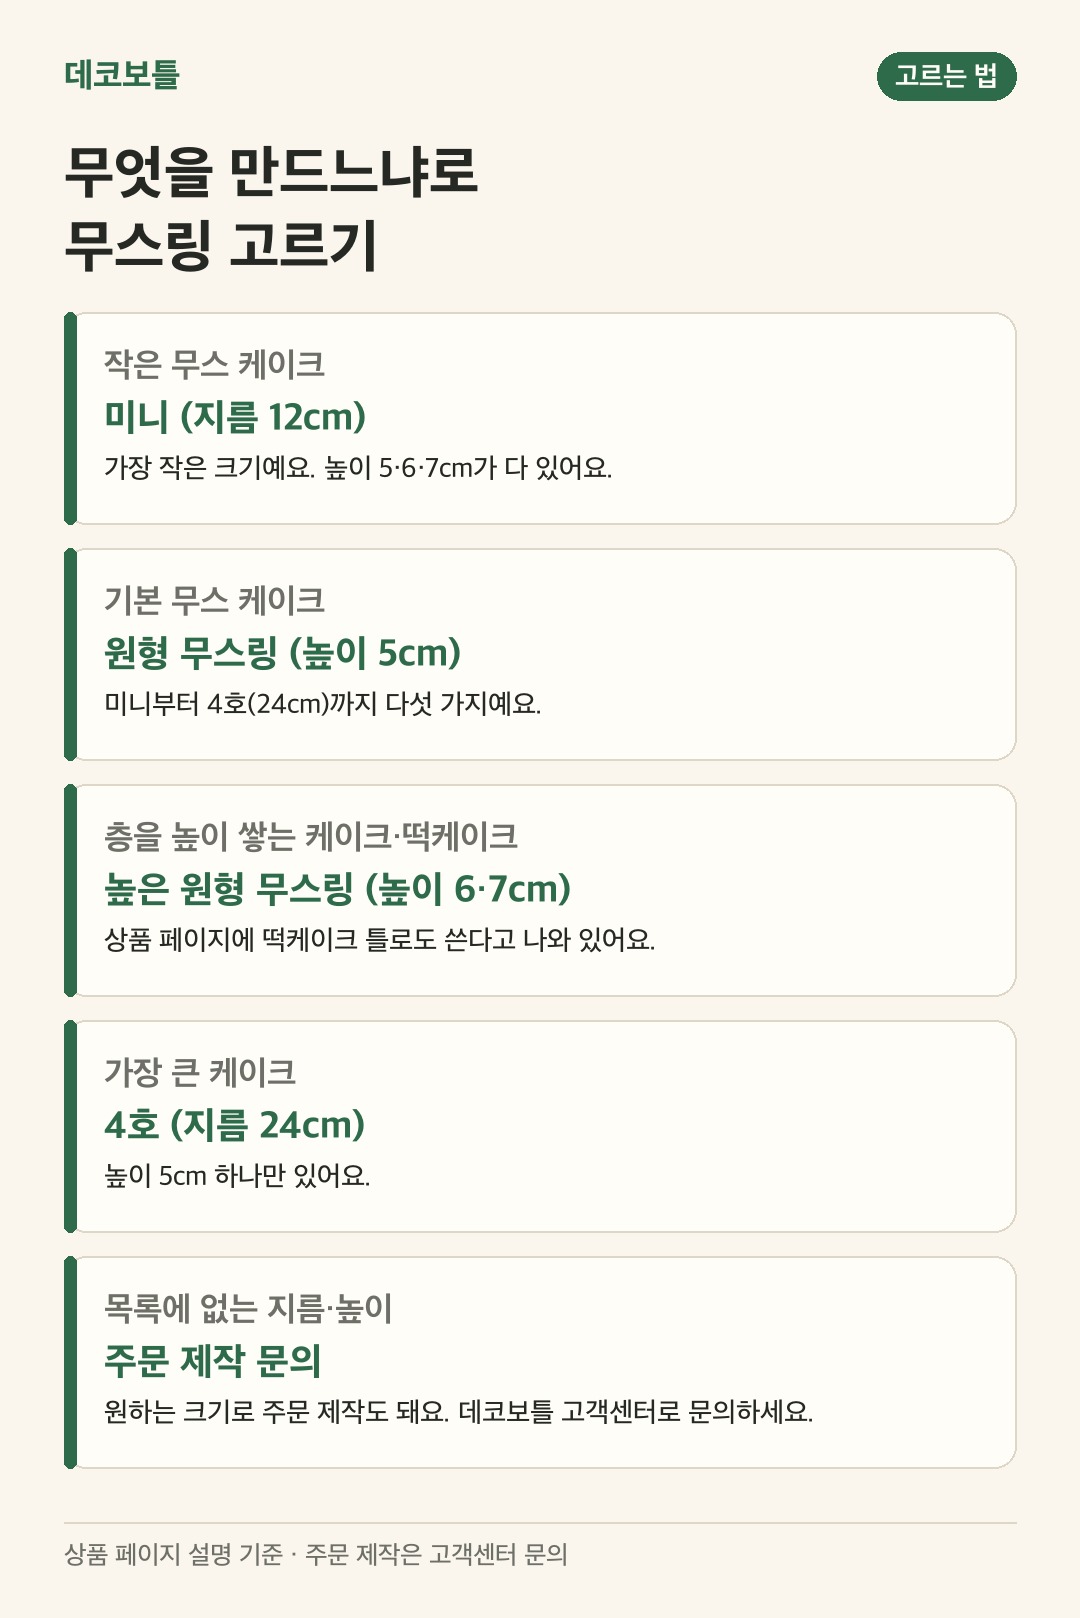 데코보틀
고르는 법
무엇을 만드느냐로
무스링 고르기
작은 무스 케이크
미니 (지름 12cm)
가장 작은 크기예요. 높이 5·6·7cm가 다 있어요.
기본 무스 케이크
원형 무스링 (높이 5cm)
미니부터 4호(24cm)까지 다섯 가지예요.
층을 높이 쌓는 케이크·떡케이크
높은 원형 무스링 (높이 6·7cm)
상품 페이지에 떡케이크 틀로도 쓴다고 나와 있어요.
가장 큰 케이크
4호 (지름 24cm)
높이 5cm 하나만 있어요.
목록에 없는 지름·높이
주문 제작 문의
원하는 크기로 주문 제작도 돼요. 데코보틀 고객센터로 문의하세요.
상품 페이지 설명 기준 · 주문 제작은 고객센터 문의